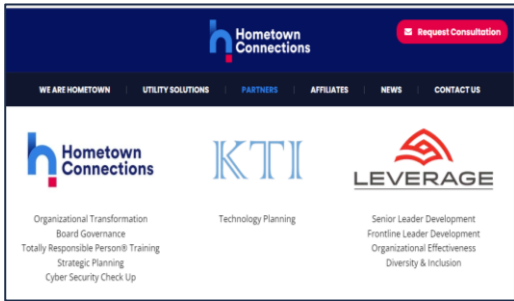 Hometown
Connections
Request Consultation
WE ARE HOMETOWN
UTILITY SOLUTIONS
PARTNERS
AFFILIATES
NEWS
CONTACT US
Hometown
Connections
Organizational Transformation
Board Governance
Totally Responsible Person® Training
Strategic Planning
Cyber Security Check Up
KTI
Technology Planning
LEVERAGE
Senior Leader Development
Frontline Leader Development
Organizational Effectiveness
Diversity & Inclusion